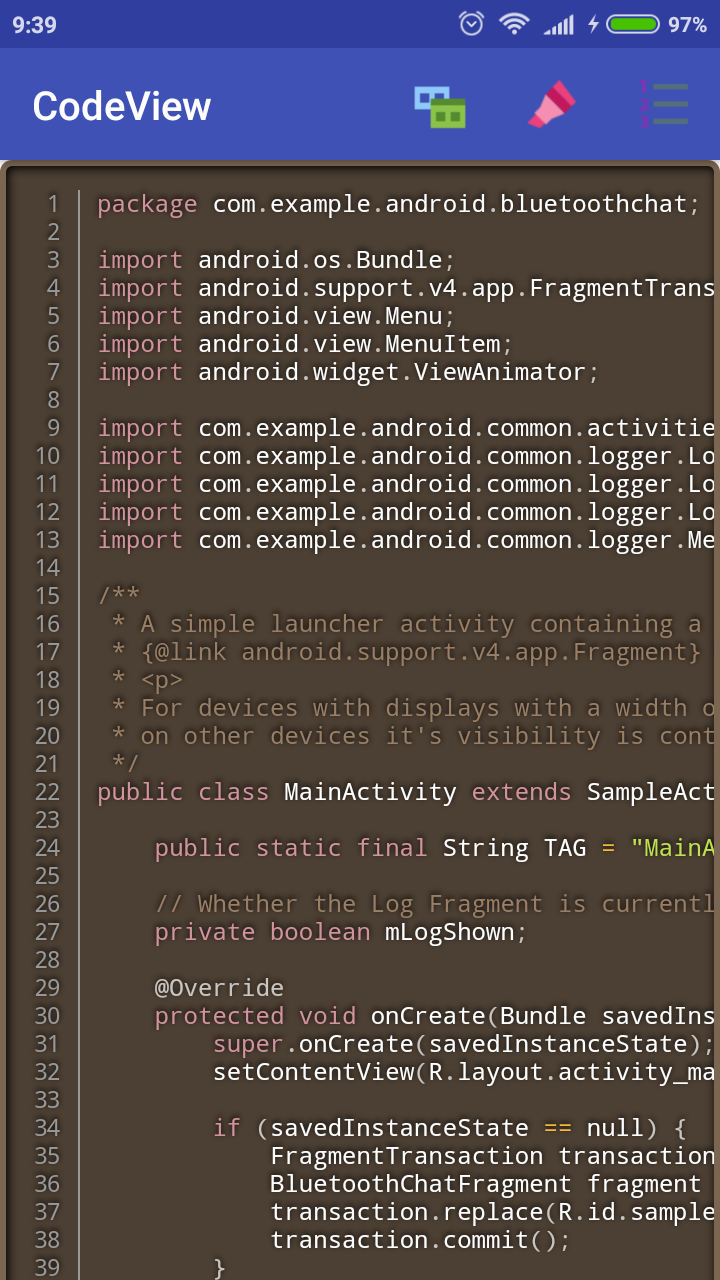 9:39 97%
CodeView
1 package com.example.android.bluetoothchat;
2
3 import android.os.Bundle;
4 import android.support.v4.app.FragmentTrans
5 import android.view.Menu;
6 import android.view.MenuItem;
7 import android.widget.ViewAnimator;
8
9 import com.example.android.common.activitie
10 import com.example.android.common.logger.Lo
11 import com.example.android.common.logger.Lo
12 import com.example.android.common.logger.Lo
13 import com.example.android.common.logger.Me
14
15 /**
16  * A simple launcher activity containing a
17  * {@link android.support.v4.app.Fragment}
18  * <p>
19  * For devices with displays with a width o
20  * on other devices it's visibility is cont
21  */
22 public class MainActivity extends SampleAct
23
24     public static final String TAG = "MainA
25
26     // Whether the Log Fragment is currentl
27     private boolean mLogShown;
28
29     @Override
30     protected void onCreate(Bundle savedIns
31         super.onCreate(savedInstanceState);
32         setContentView(R.layout.activity_ma
33
34         if (savedInstanceState == null) {
35             FragmentTransaction transaction
36             BluetoothChatFragment fragment
37             transaction.replace(R.id.sample
38             transaction.commit();
39         }